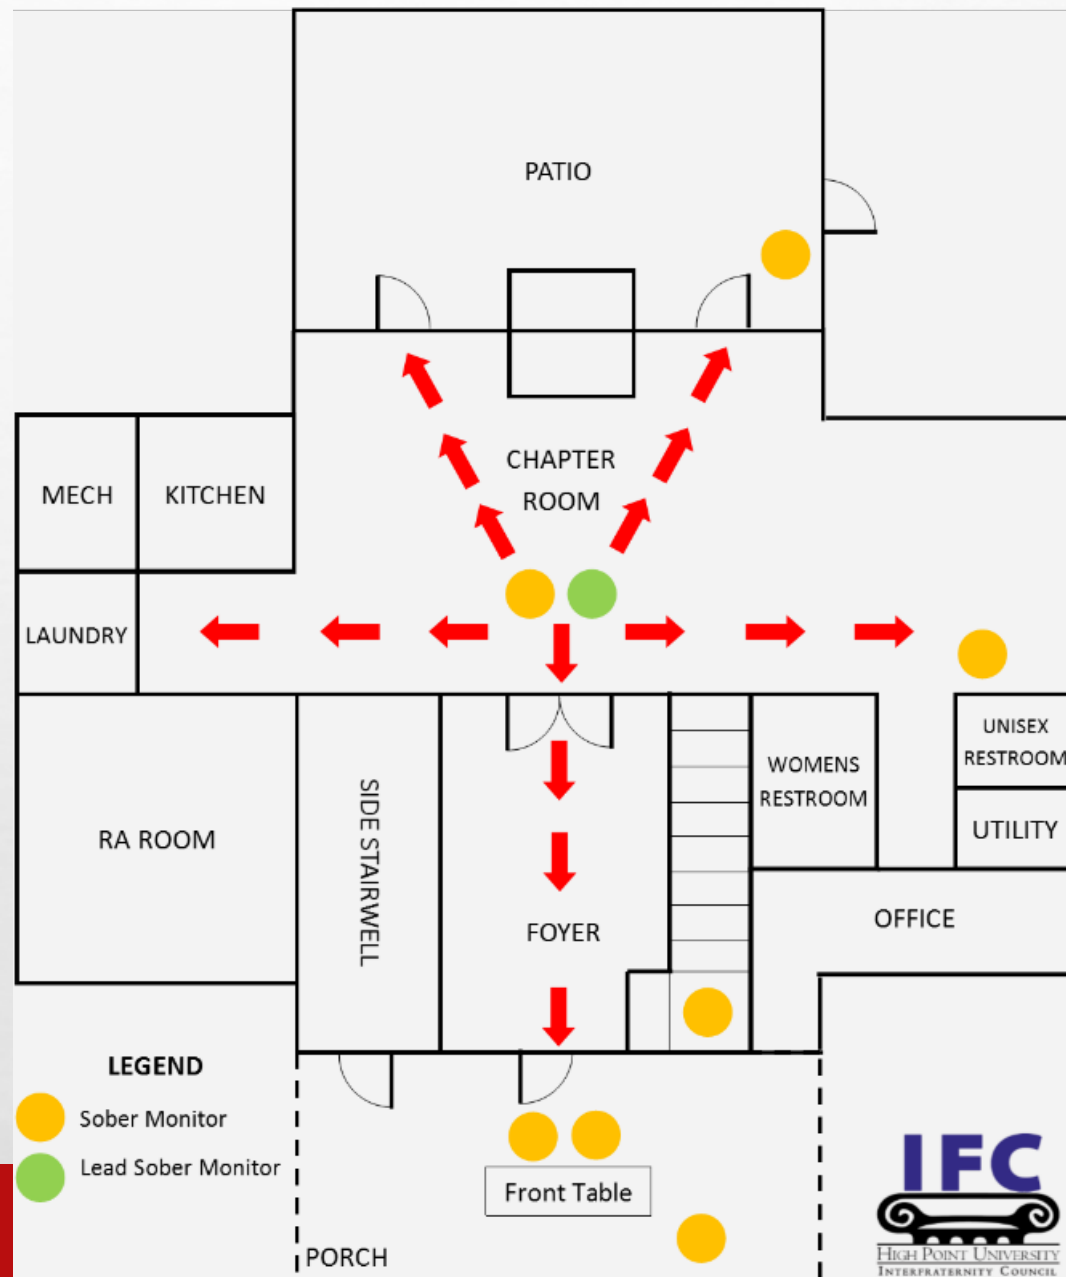 PATIO
CHAPTER
ROOM
MECH
KITCHEN
LAUNDRY
RA ROOM
SIDE STAIRWELL
FOYER
WOMENS
RESTROOM
UNISEX
RESTROOM
UTILITY
OFFICE
LEGEND
Sober Monitor
Lead Sober Monitor
Front Table
PORCH
IFC
HIGH POINT UNIVERSITY
INTERFRATERNITY COUNCIL